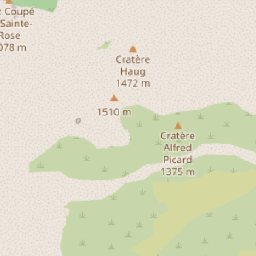 Coupé
Sainte-
Rose
078 m
Cratère
Haug
1472 m
1510 m
Cratère
Alfred
Picard
1375 m